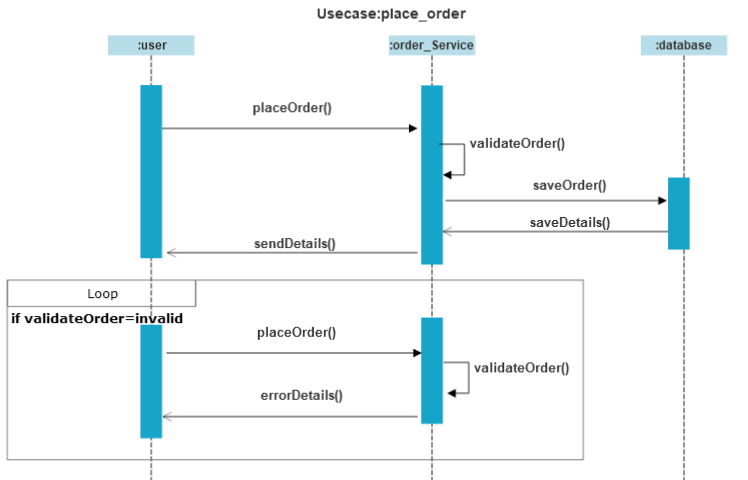 Usecase:place_order
:user
:order_Service
:database
placeOrder()
validateOrder()
saveOrder()
saveDetails()
sendDetails()
Loop
if validateOrder=invalid
placeOrder()
validateOrder()
errorDetails()